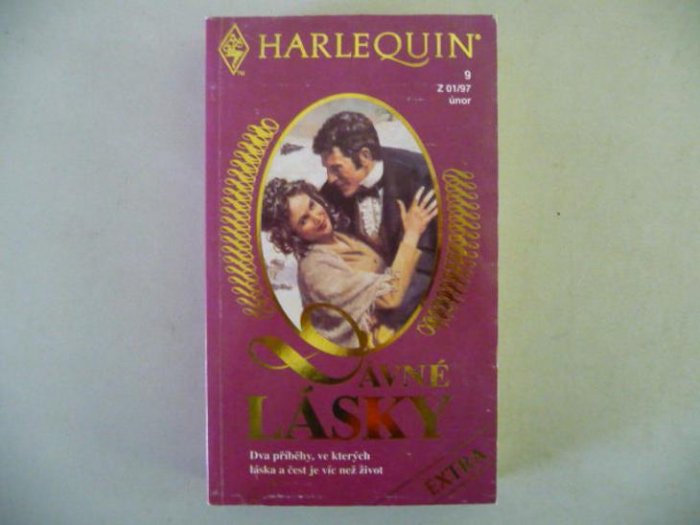 HARLEQUIN®
9
Z 01/97
únor
DÁVNÉ
LÁSKY
Dva příběhy, ve kterých
láska a čest je víc než život
EXTRA